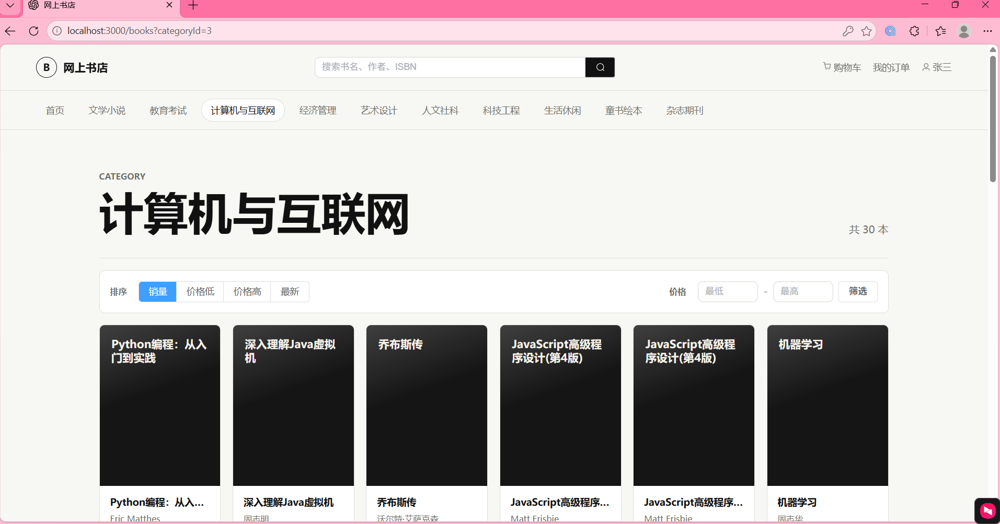 网上书店
localhost:3000/books?categoryId=3
B 网上书店
搜索书名、作者、ISBN
购物车 我的订单 张三
首页 文学小说 教育考试 计算机与互联网 经济管理 艺术设计 人文社科 科技工程 生活休闲 童书绘本 杂志期刊
CATEGORY
计算机与互联网
共 30 本
排序 销量 价格低 价格高 最新 价格 最低 - 最高 筛选
Python编程：从入
门到实践
深入理解Java虚拟
机
乔布斯传
JavaScript高级程
序设计(第4版)
JavaScript高级程
序设计(第4版)
机器学习
Python编程：从入...
Eric Matthes
深入理解Java虚拟机
周志明
乔布斯传
沃尔特·艾萨克森
JavaScript高级程序...
Matt Frisbie
JavaScript高级程序...
Matt Frisbie
机器学习
周志华